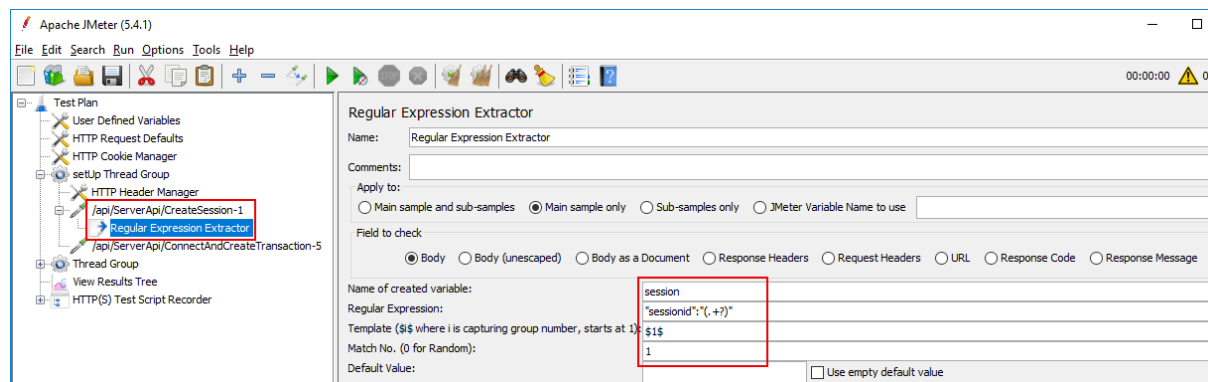 Apache JMeter (5.4.1)
File Edit Search Run Options Tools Help
00:00:00 0
Test Plan
User Defined Variables
HTTP Request Defaults
HTTP Cookie Manager
setUp Thread Group
HTTP Header Manager
/api/ServerApi/CreateSession-1
Regular Expression Extractor
/api/ServerApi/ConnectAndCreateTransaction-5
Thread Group
View Results Tree
HTTP(S) Test Script Recorder
Regular Expression Extractor
Name: Regular Expression Extractor
Comments:
Apply to:
Main sample and sub-samples Main sample only Sub-samples only JMeter Variable Name to use
Field to check
Body Body (unescaped) Body as a Document Response Headers Request Headers URL Response Code Response Message
Name of created variable: session
Regular Expression: "sessionid":"(.+?)"
Template ($i$ where i is capturing group number, starts at 1): $1$
Match No. (0 for Random): 1
Default Value: Use empty default value